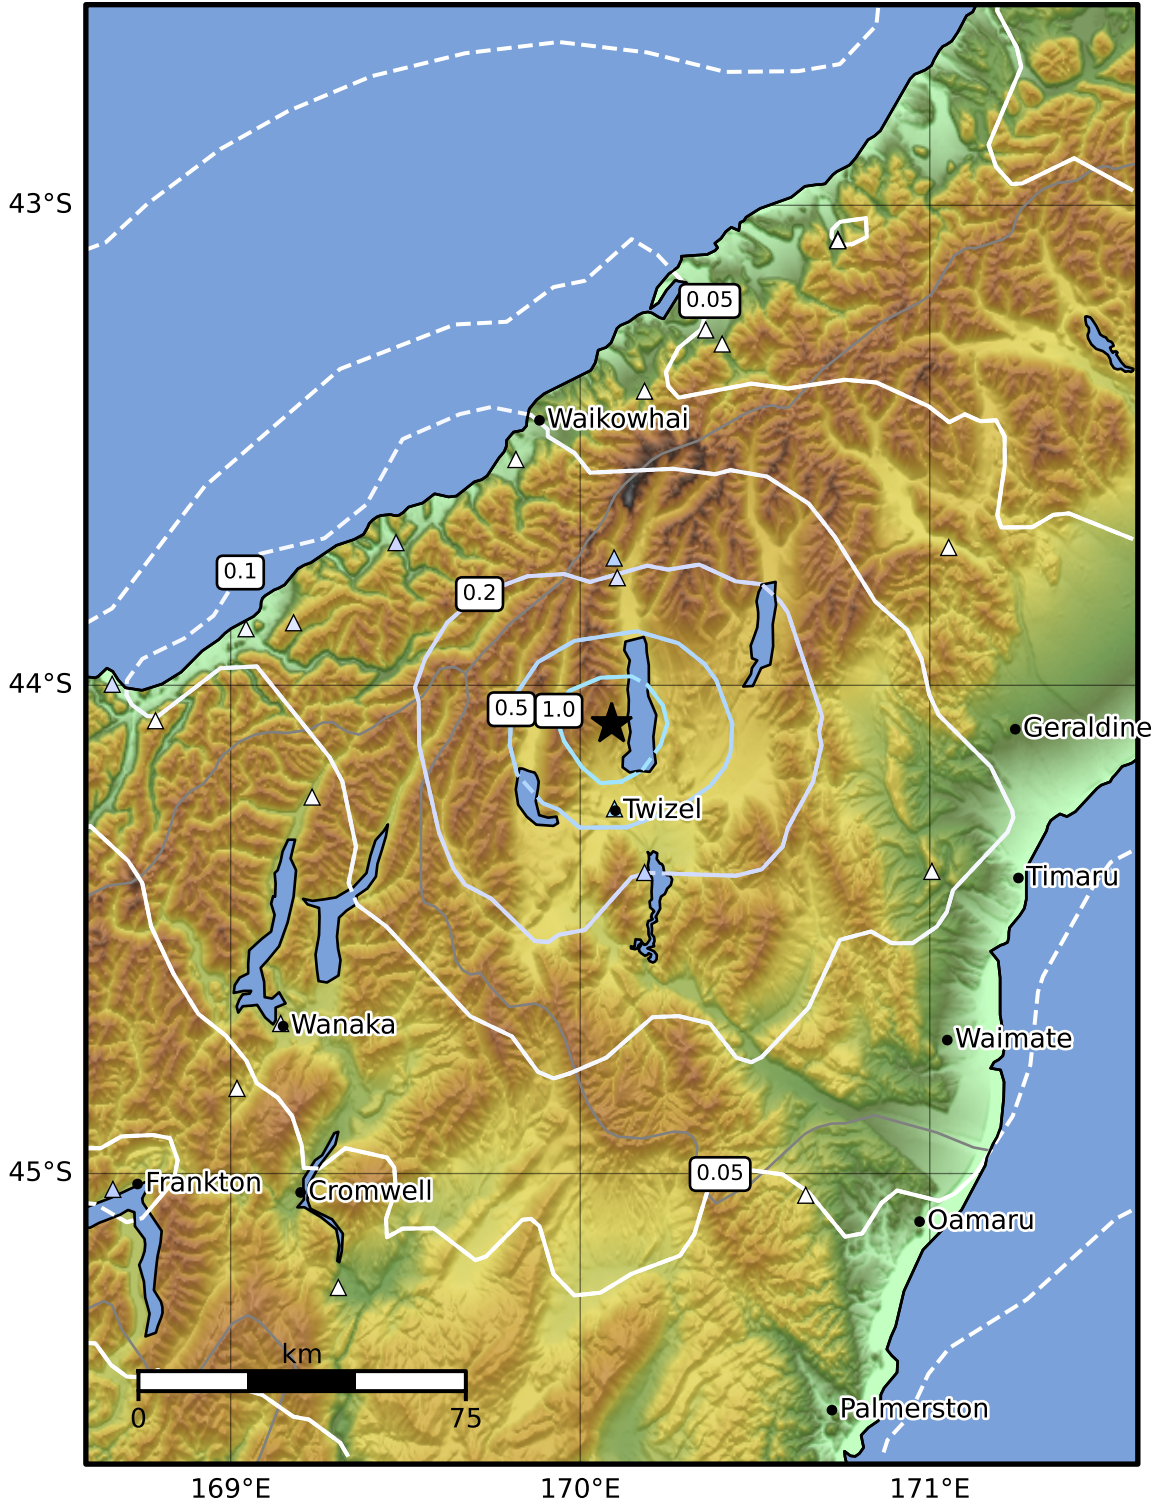 43°S
0.05
Waikowhai
0.1
0.2
44°S
0.5
1.0
Geraldine
Twizel
Timaru
Wanaka
Waimate
45°S
0.05
Frankton
Cromwell
Oamaru
km
0
75
Palmerston
169°E
170°E
171°E